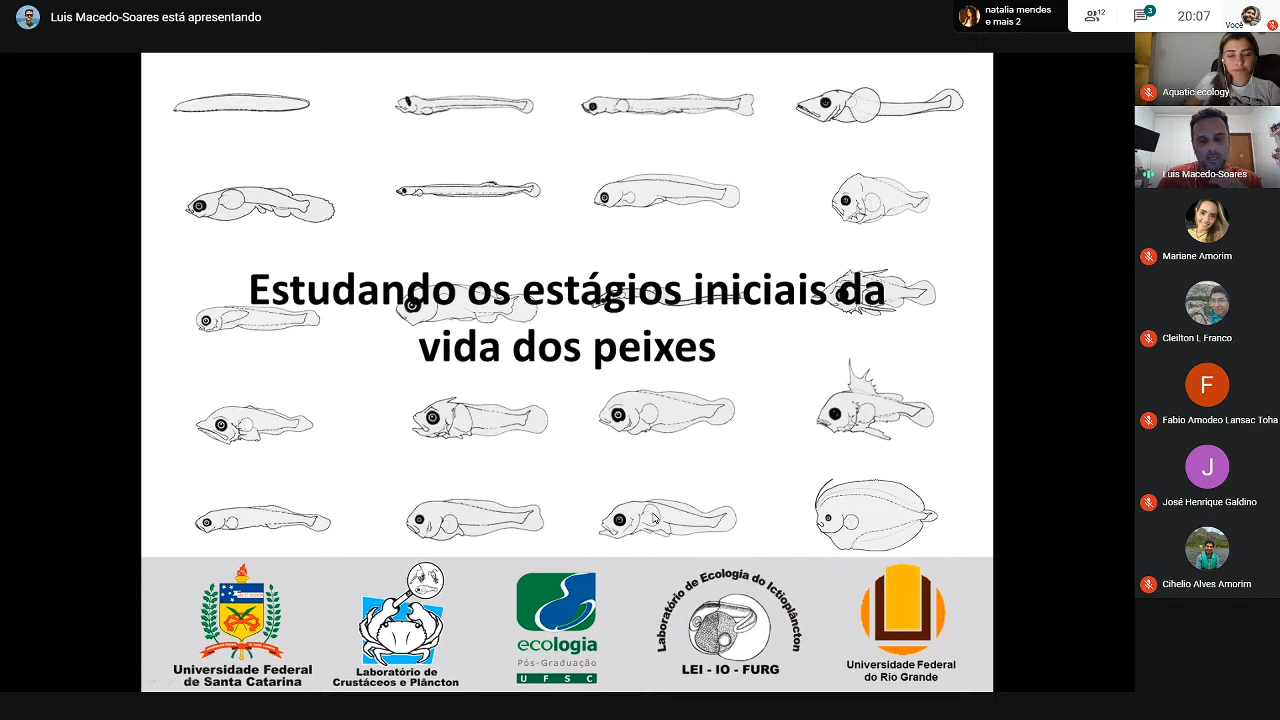 Luis Macedo-Soares está apresentando
natalia mendes
e mais 2
12
3
20:07
Você
Aquatic ecology
Luis Macedo-Soares
Mariane Amorim
Cleilton L Franco
F
Fabio Amodeo Lansac Toha
J
José Henrique Galdino
Cihelio Alves Amorim
Estudando os estágios iniciais da
vida dos peixes
Universidade Federal
de Santa Catarina
Laboratório de
Crustáceos e Plâncton
ecologia
Pós-Graduação
U F S C
Laboratório de Ecologia do Ictioplâncton
LEI - IO - FURG
Universidade Federal
do Rio Grande